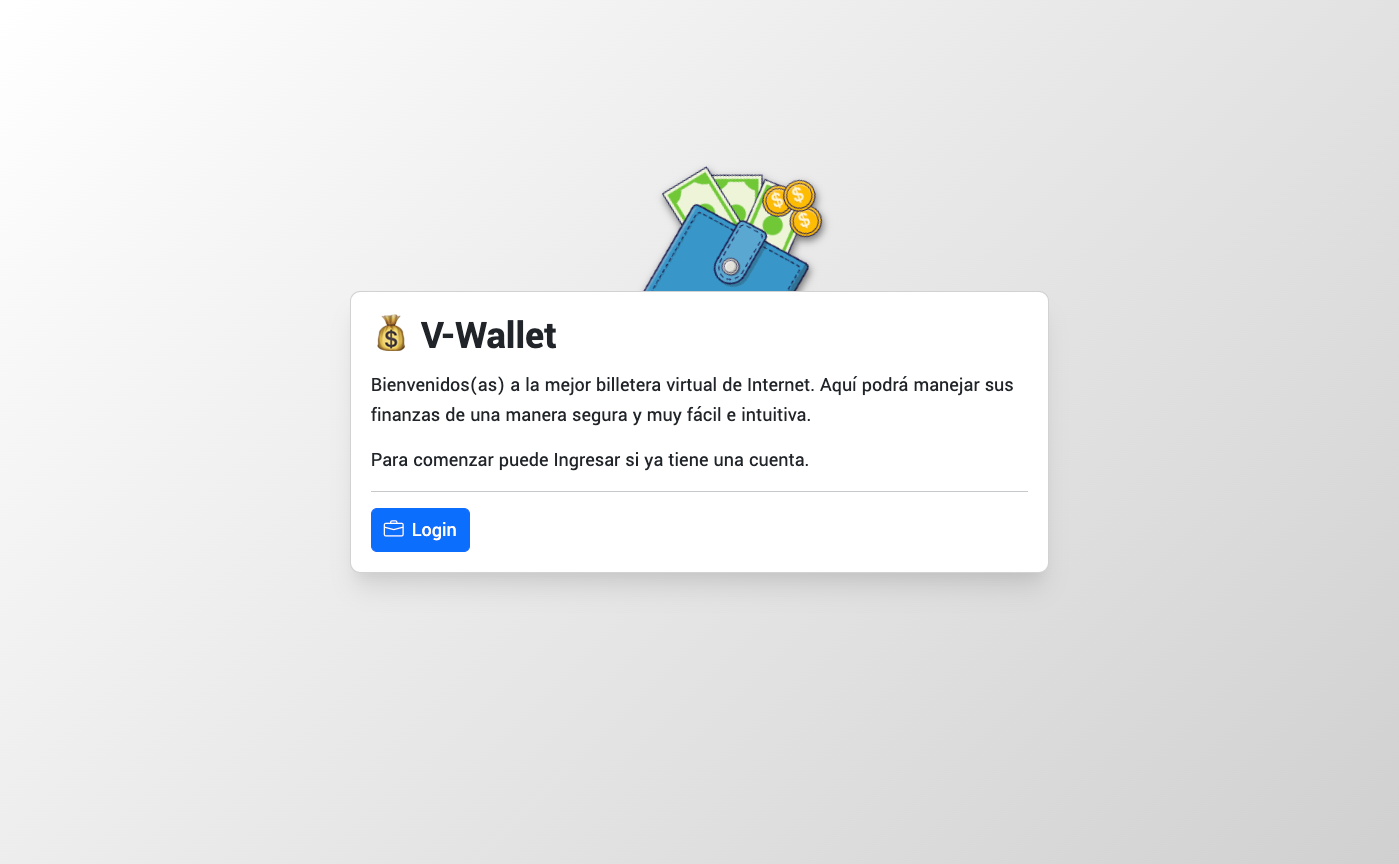 V-Wallet
Bienvenidos(as) a la mejor billetera virtual de Internet. Aquí podrá manejar sus
finanzas de una manera segura y muy fácil e intuitiva.
Para comenzar puede Ingresar si ya tiene una cuenta.
Login